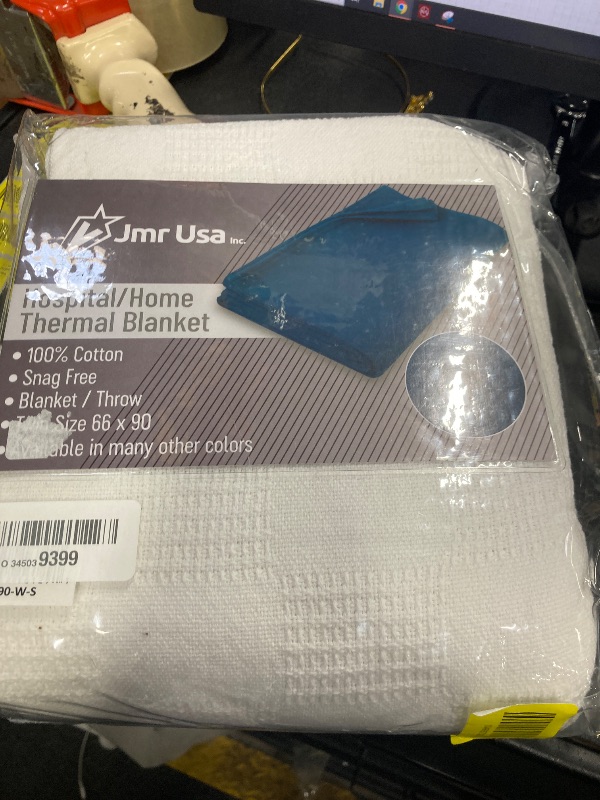 Jmr Usa Inc.
Hospital/Home
Thermal Blanket
• 100% Cotton
• Snag Free
• Blanket / Throw
• Size 66 x 90
• Available in many other colors
O 34503 9399
90-W-S